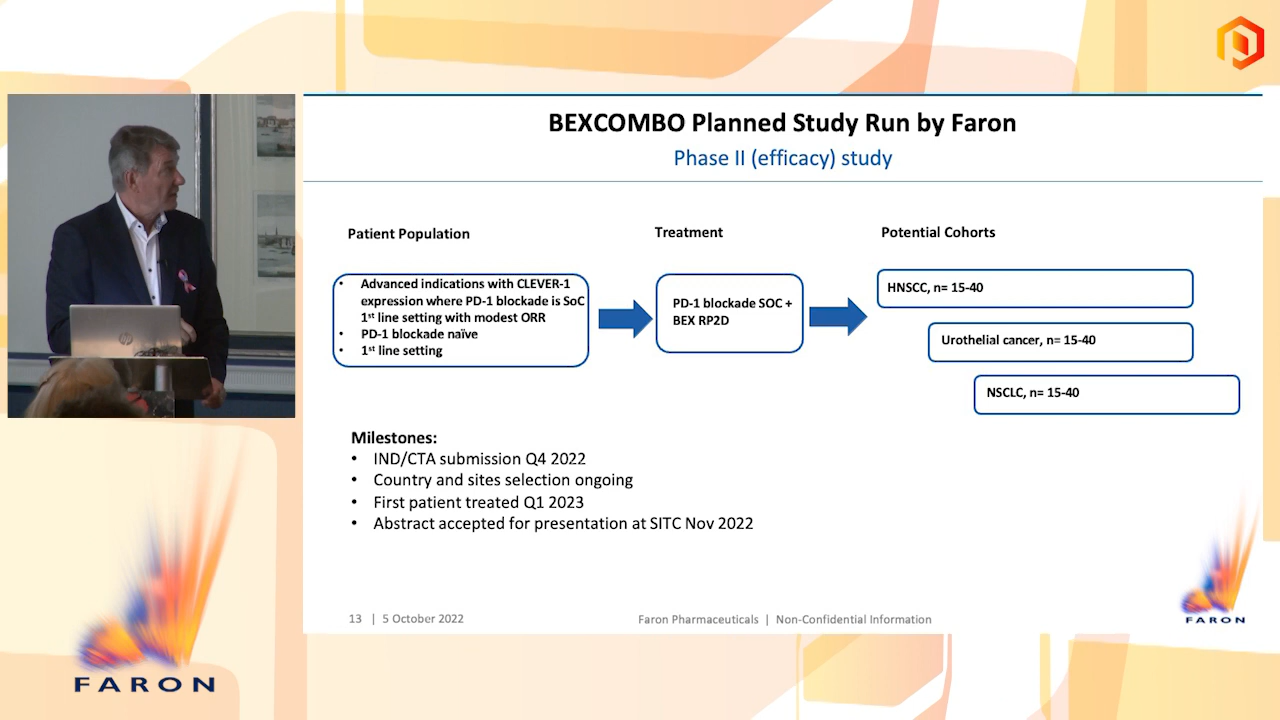 BEXCOMBO Planned Study Run by Faron
Phase II (efficacy) study
Patient Population
Treatment
Potential Cohorts
• Advanced indications with CLEVER-1
expression where PD-1 blockade is SoC
1st line setting with modest ORR
• PD-1 blockade naïve
• 1st line setting
PD-1 blockade SOC +
BEX RP2D
HNSCC, n= 15-40
Urothelial cancer, n= 15-40
NSCLC, n= 15-40
Milestones:
• IND/CTA submission Q4 2022
• Country and sites selection ongoing
• First patient treated Q1 2023
• Abstract accepted for presentation at SITC Nov 2022
13 | 5 October 2022
Faron Pharmaceuticals | Non-Confidential Information
FARON
FARON